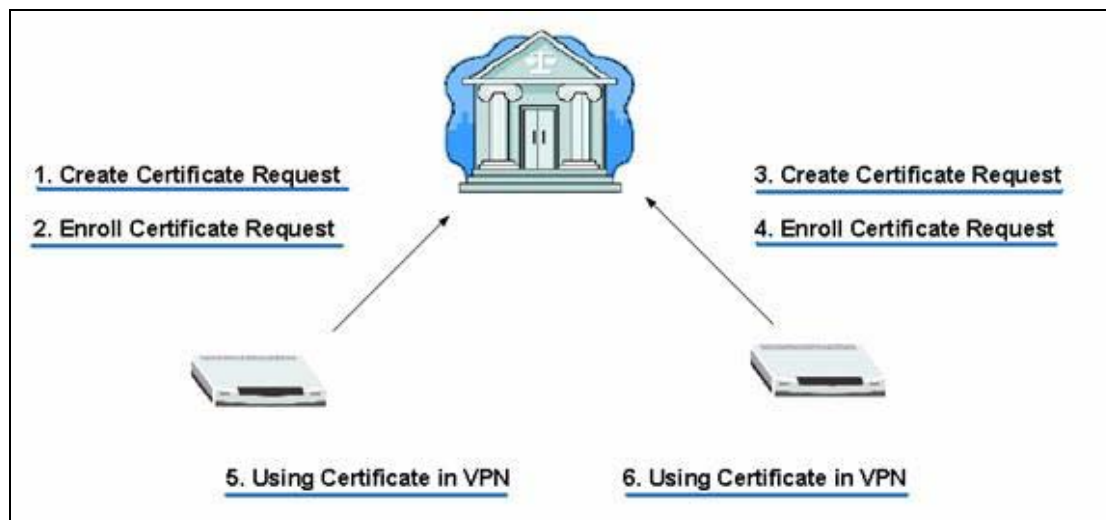 1. Create Certificate Request
2. Enroll Certificate Request
3. Create Certificate Request
4. Enroll Certificate Request
5. Using Certificate in VPN
6. Using Certificate in VPN